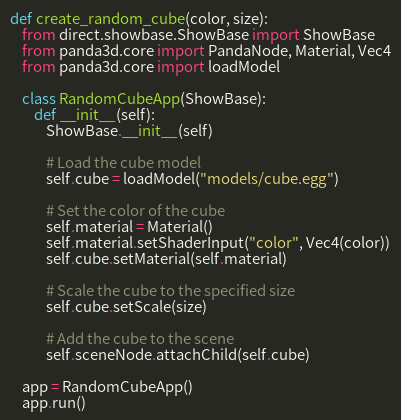 def create_random_cube(color, size):
    from direct.showbase.ShowBase import ShowBase
    from panda3d.core import PandaNode, Material, Vec4
    from panda3d.core import loadModel

    class RandomCubeApp(ShowBase):
        def __init__(self):
            ShowBase.__init__(self)

            # Load the cube model
            self.cube = loadModel("models/cube.egg")

            # Set the color of the cube
            self.material = Material()
            self.material.setShaderInput("color", Vec4(color))
            self.cube.setMaterial(self.material)

            # Scale the cube to the specified size
            self.cube.setScale(size)

            # Add the cube to the scene
            self.sceneNode.attachChild(self.cube)

    app = RandomCubeApp()
    app.run()